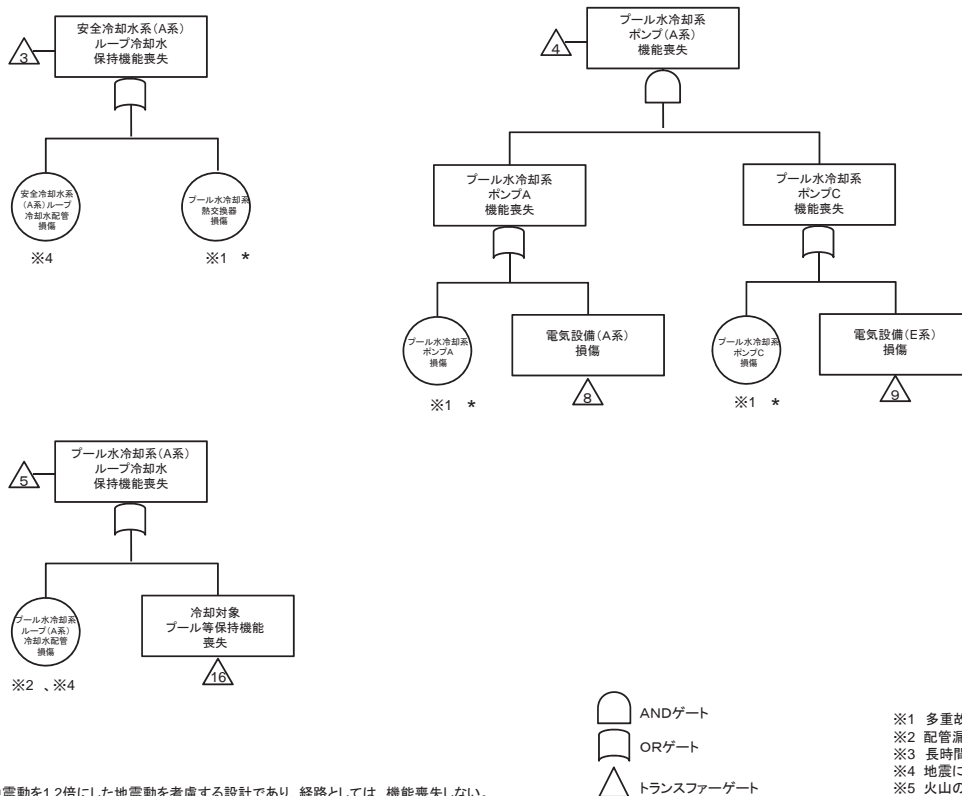 3
安全冷却水系(A系)
ループ冷却水
保持機能喪失
安全冷却水系
(A系)ループ
冷却水配管
損傷
※4
プール水冷却系
熱交換器
損傷
※1 *
4
プール水冷却系
ポンプ(A系)
機能喪失
プール水冷却系
ポンプA
機能喪失
プール水冷却系
ポンプC
機能喪失
プール水冷却系
ポンプA
損傷
※1 *
電気設備(A系)
損傷
8
プール水冷却系
ポンプC
損傷
※1 *
電気設備(E系)
損傷
9
5
プール水冷却系(A系)
ループ冷却水
保持機能喪失
プール水冷却系
ループ(A系)
冷却水配管
損傷
※2 、※4
冷却対象
プール等保持機能
喪失
16
ANDゲート
ORゲート
トランスファーゲート
※1 多重故
※2 配管漏
※3 長時間
※4 地震に
※5 火山の
震動を1.2倍にした地震動を考慮する設計であり、経路としては、機能喪失しない。